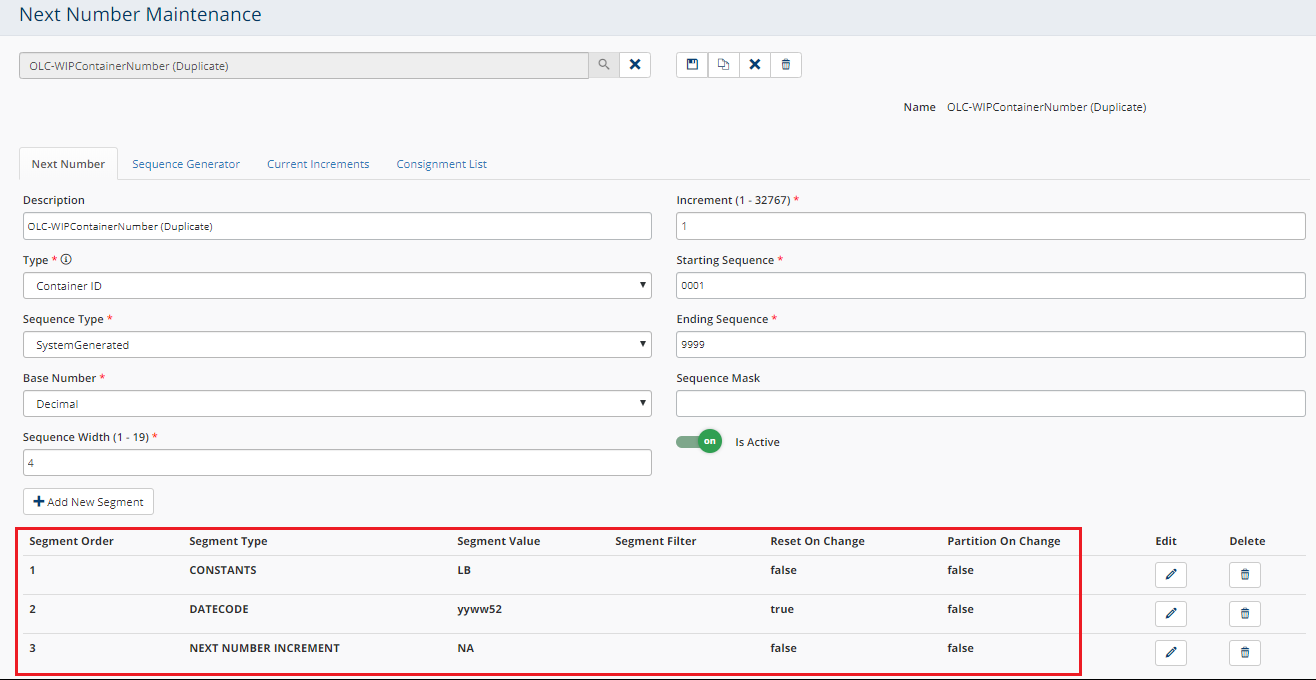 Next Number Maintenance
OLC-WIPContainerNumber (Duplicate)
Name OLC-WIPContainerNumber (Duplicate)
Next Number Sequence Generator Current Increments Consignment List
Description
OLC-WIPContainerNumber (Duplicate)
Increment (1 - 32767) *
1
Type *
Container ID
Starting Sequence *
0001
Sequence Type *
SystemGenerated
Ending Sequence *
9999
Base Number *
Decimal
Sequence Mask
Sequence Width (1 - 19) *
4
on Is Active
Add New Segment
Segment Order Segment Type Segment Value Segment Filter Reset On Change Partition On Change Edit Delete
1 CONSTANTS LB false false
2 DATECODE yyww52 true false
3 NEXT NUMBER INCREMENT NA false false